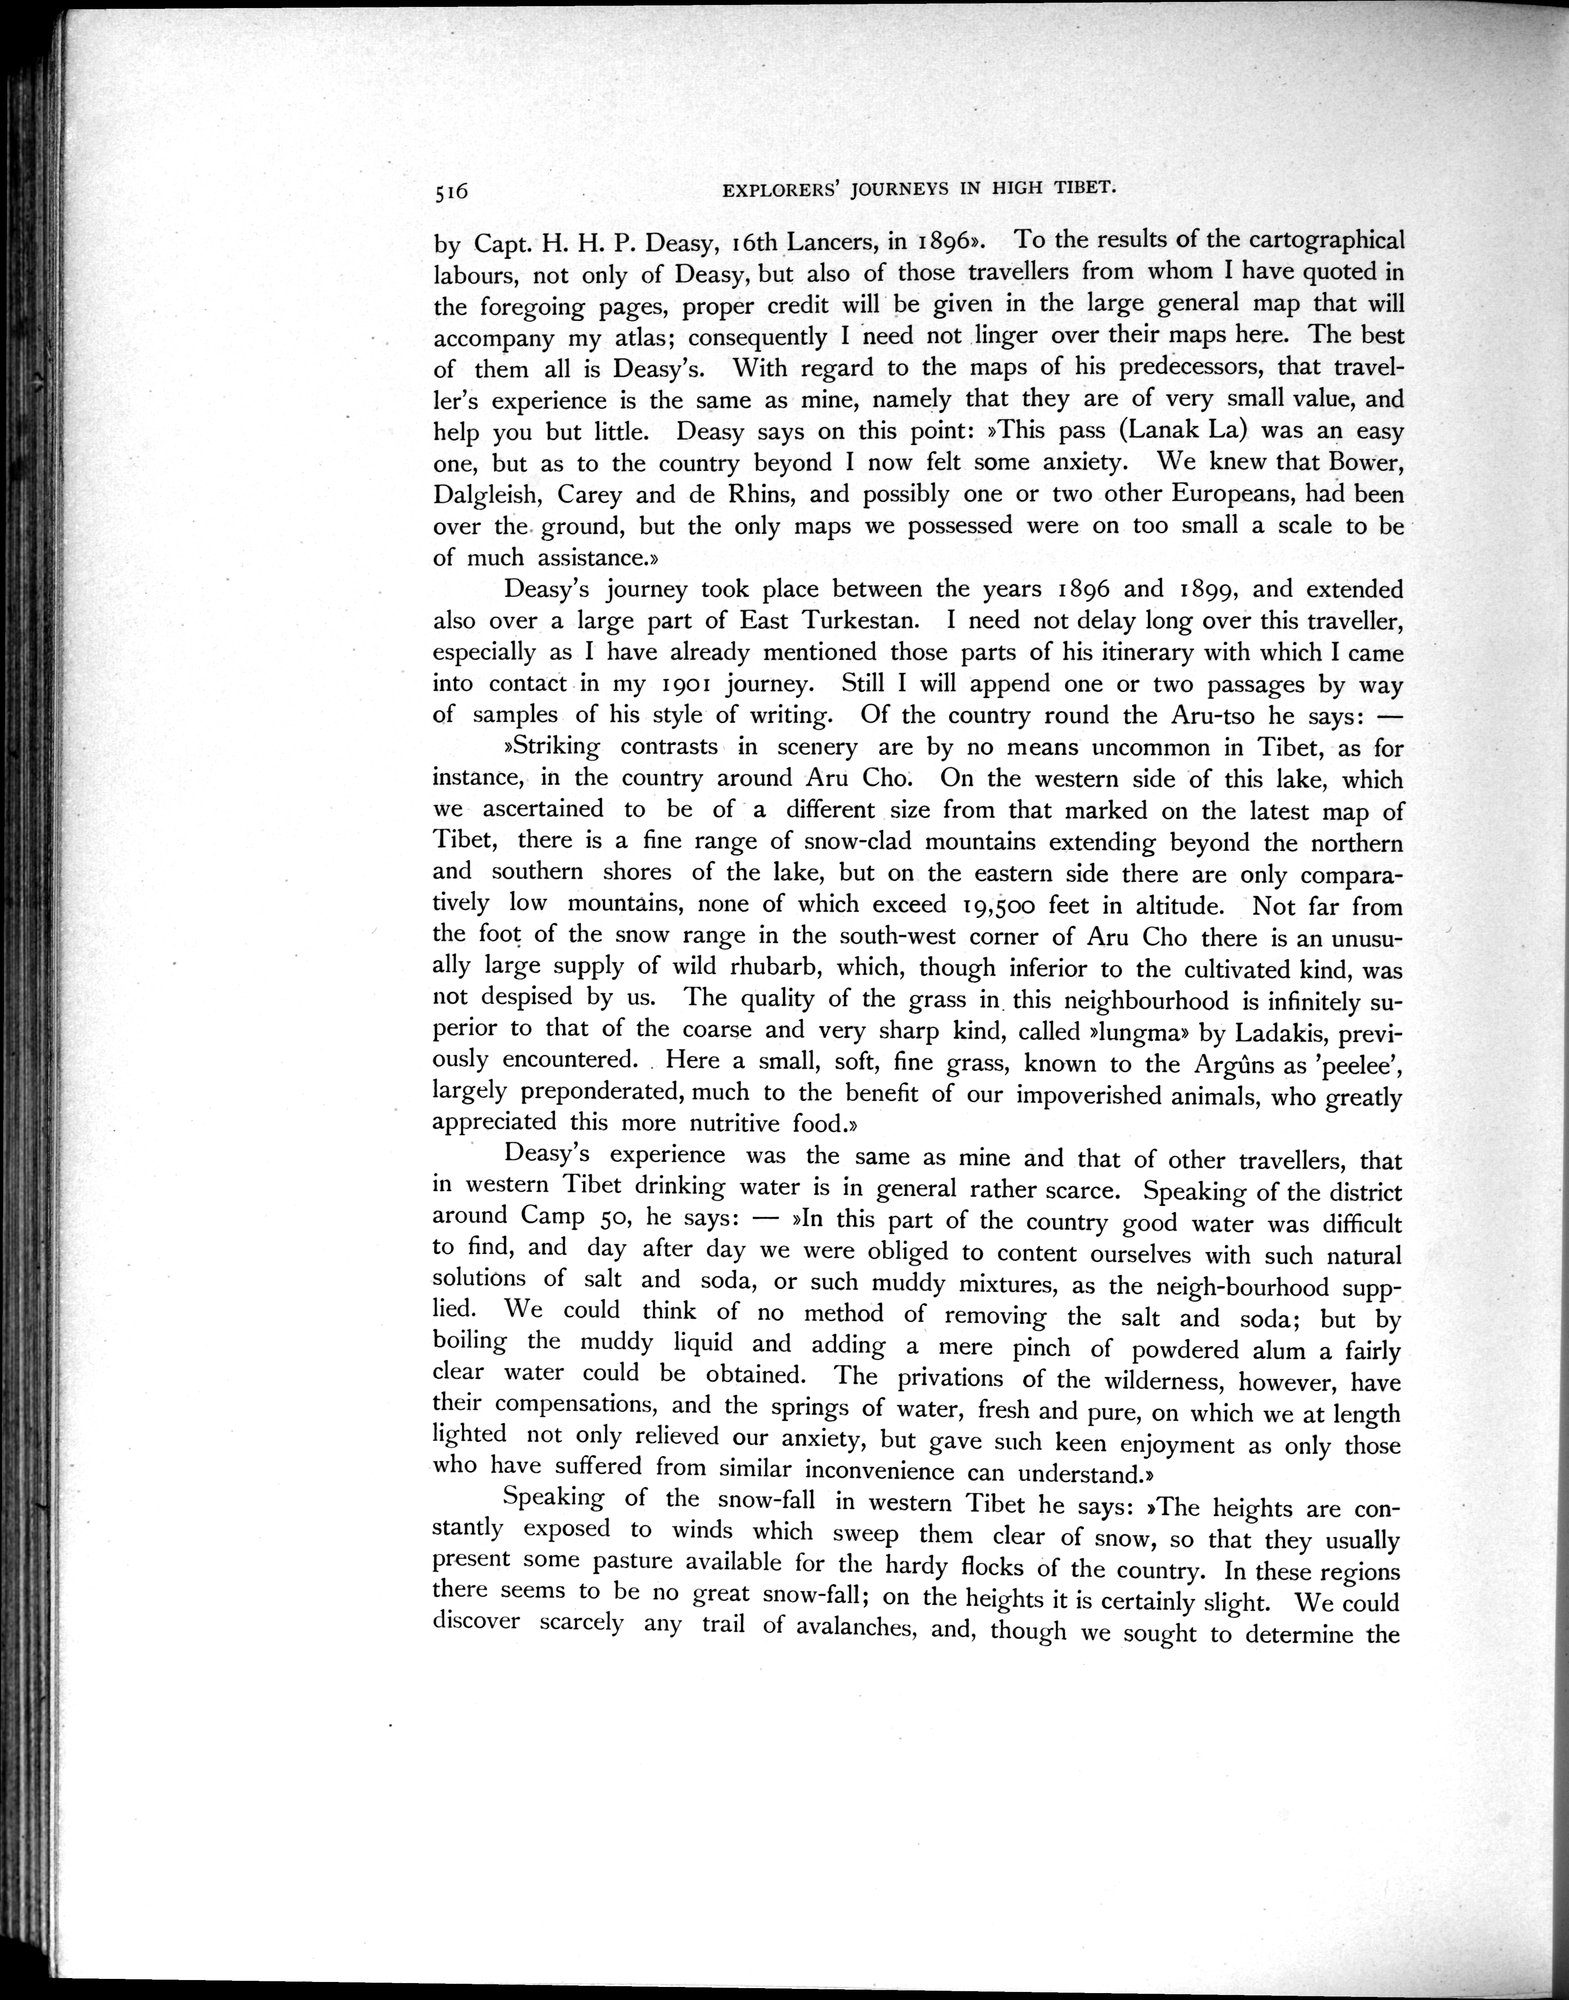 516 EXPLORERS' JOURNEYS IN HIGH TIBET.
by Capt. H. H. P. Deasy, 16th Lancers, in 1896». To the results of the cartographical
labours, not only of Deasy, but also of those travellers from whom I have quoted in
the foregoing pages, proper credit will be given in the large general map that will
accompany my atlas; consequently I need not linger over their maps here. The best
of them all is Deasy's. With regard to the maps of his predecessors, that travel-
ler's experience is the same as mine, namely that they are of very small value, and
help you but little. Deasy says on this point: »This pass (Lanak La) was an easy
one, but as to the country beyond I now felt some anxiety. We knew that Bower,
Dalgleish, Carey and de Rhins, and possibly one or two other Europeans, had been
over the ground, but the only maps we possessed were on too small a scale to be
of much assistance.»
Deasy's journey took place between the years 1896 and 1899, and extended
also over a large part of East Turkestan. I need not delay long over this traveller,
especially as I have already mentioned those parts of his itinerary with which I came
into contact in my 1901 journey. Still I will append one or two passages by way
of samples of his style of writing. Of the country round the Aru-tso he says: —
»Striking contrasts in scenery are by no means uncommon in Tibet, as for
instance, in the country around Aru Cho. On the western side of this lake, which
we ascertained to be of a different size from that marked on the latest map of
Tibet, there is a fine range of snow-clad mountains extending beyond the northern
and southern shores of the lake, but on the eastern side there are only compara-
tively low mountains, none of which exceed 19,500 feet in altitude. Not far from
the foot of the snow range in the south-west corner of Aru Cho there is an unusu-
ally large supply of wild rhubarb, which, though inferior to the cultivated kind, was
not despised by us. The quality of the grass in this neighbourhood is infinitely su-
perior to that of the coarse and very sharp kind, called »lungma» by Ladakis, previ-
ously encountered. Here a small, soft, fine grass, known to the Argûns as 'peelee',
largely preponderated, much to the benefit of our impoverished animals, who greatly
appreciated this more nutritive food.»
Deasy's experience was the same as mine and that of other travellers, that
in western Tibet drinking water is in general rather scarce. Speaking of the district
around Camp 50, he says: — »In this part of the country good water was difficult
to find, and day after day we were obliged to content ourselves with such natural
solutions of salt and soda, or such muddy mixtures, as the neigh-bourhood supp-
lied. We could think of no method of removing the salt and soda; but by
boiling the muddy liquid and adding a mere pinch of powdered alum a fairly
clear water could be obtained. The privations of the wilderness, however, have
their compensations, and the springs of water, fresh and pure, on which we at length
lighted not only relieved our anxiety, but gave such keen enjoyment as only those
who have suffered from similar inconvenience can understand.»
Speaking of the snow-fall in western Tibet he says: »The heights are con-
stantly exposed to winds which sweep them clear of snow, so that they usually
present some pasture available for the hardy flocks of the country. In these regions
there seems to be no great snow-fall; on the heights it is certainly slight. We could
discover scarcely any trail of avalanches, and, though we sought to determine the